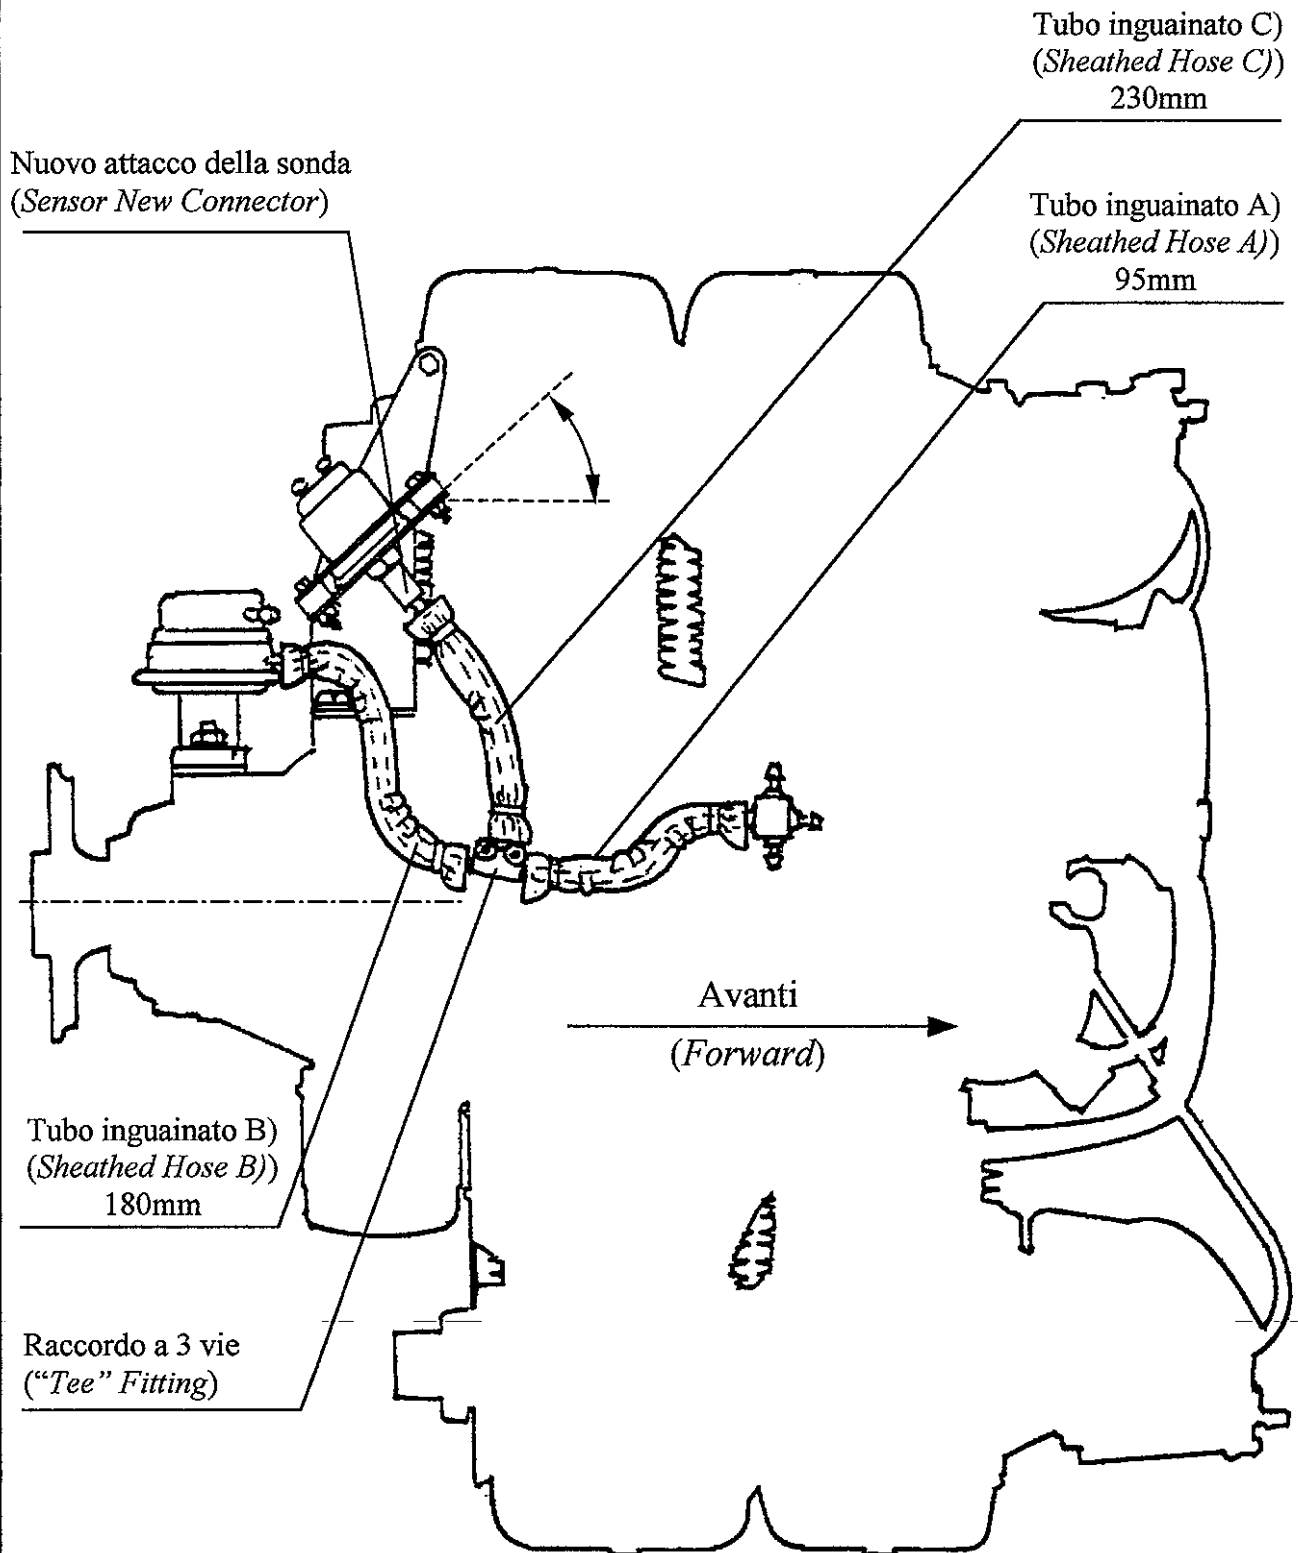 Tubo inguainato C)
(Sheathed Hose C))
230mm
Nuovo attacco della sonda
(Sensor New Connector)
Tubo inguainato A)
(Sheathed Hose A))
95mm
Avanti
(Forward)
Tubo inguainato B)
(Sheathed Hose B))
180mm
Raccordo a 3 vie
(“Tee” Fitting)